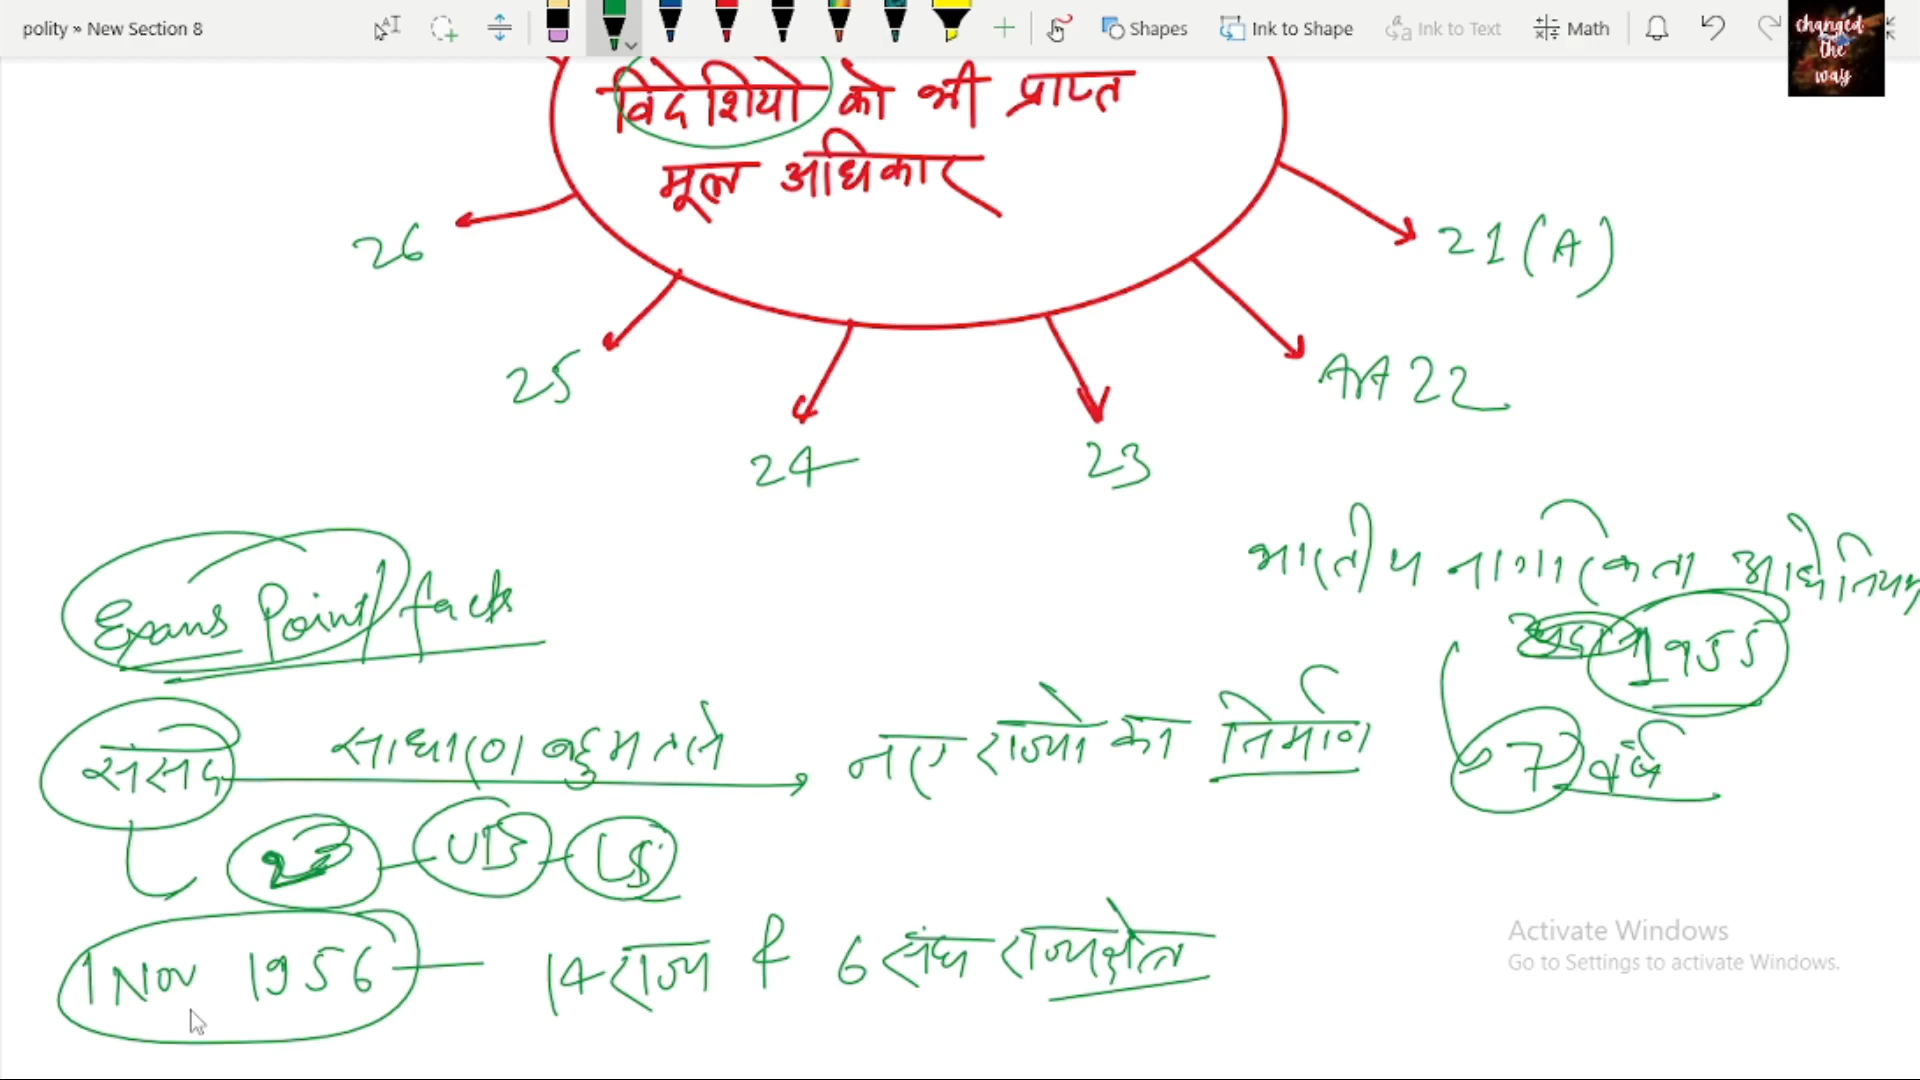 polity » New Section 8
Shapes
Ink to Shape
Ink to Text
Math
changed
the
way
विदेशियो को भी प्राप्त
मूल अधिकार
26
21(A)
25
22
24
23
भारतीय नागरिकता अधिनियम
1955
Exams Point/facts
संसद साधारण बहुमत से नए राज्यो का निर्माण
7 वर्ष
1 Nov 1956 — 14 राज्य & 6 संघ राज्यक्षेत्र
Activate Windows
Go to Settings to activate Windows.